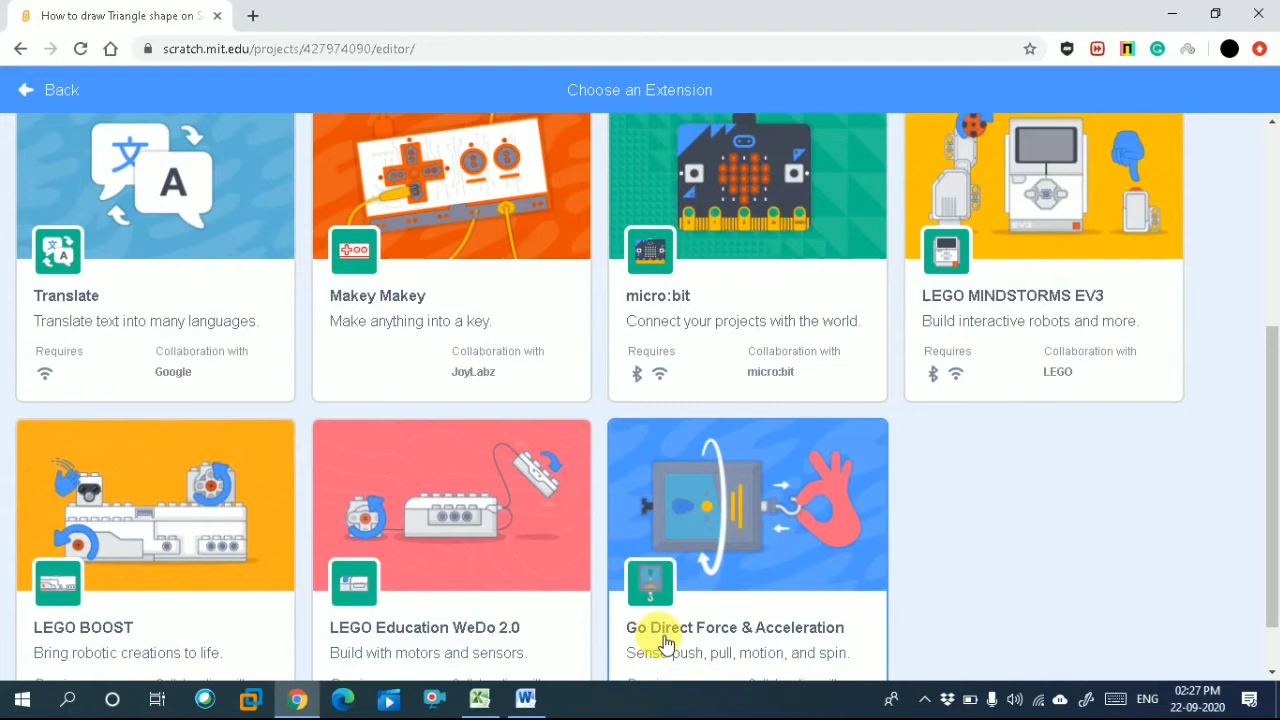 How to draw Triangle shape on S
scratch.mit.edu/projects/427974090/editor/
Back
Choose an Extension
文
A
文
A
EV3
Translate
Translate text into many languages.
Requires
Collaboration with
Google
Makey Makey
Make anything into a key.
Collaboration with
JoyLabz
micro:bit
Connect your projects with the world.
Requires
Collaboration with
micro:bit
LEGO MINDSTORMS EV3
Build interactive robots and more.
Requires
Collaboration with
LEGO
LEGO BOOST
Bring robotic creations to life.
LEGO Education WeDo 2.0
Build with motors and sensors.
Go Direct Force & Acceleration
Sense push, pull, motion, and spin.
ENG
02:27 PM
22-09-2020